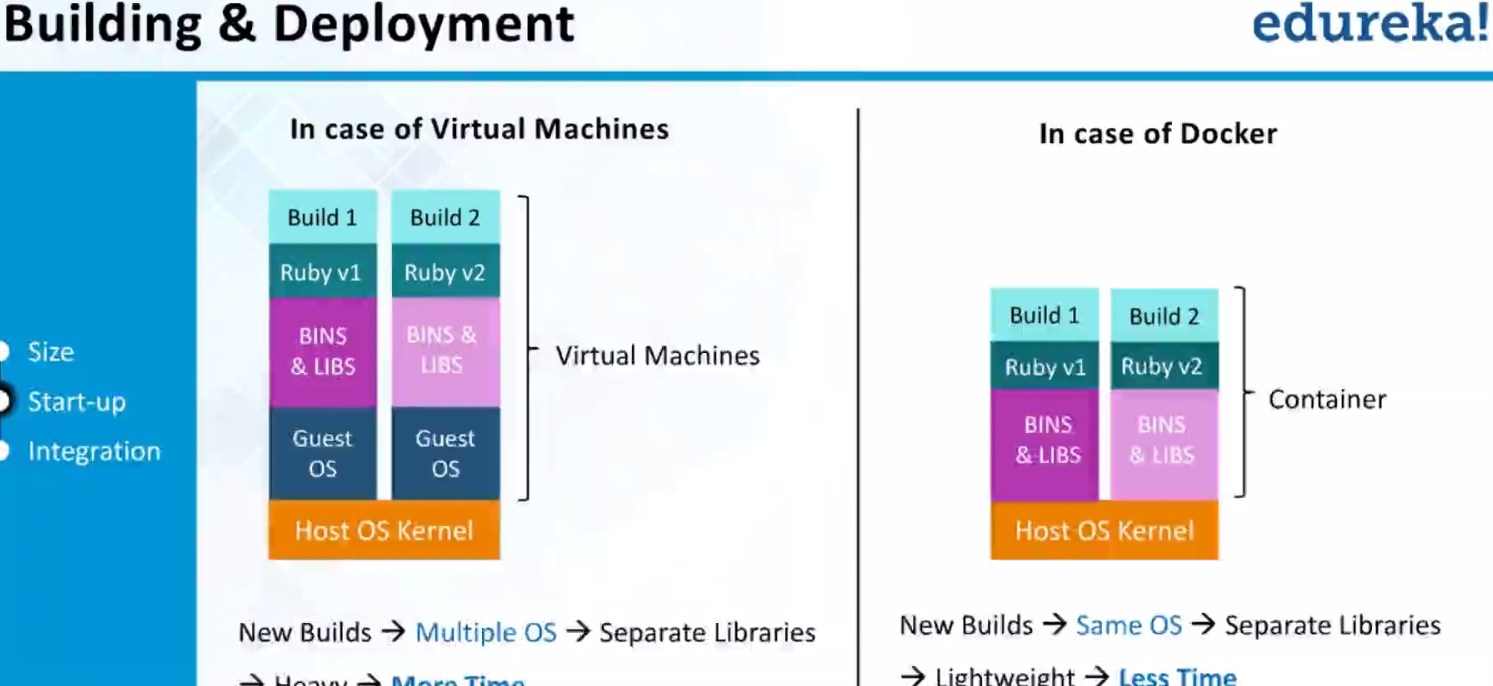 Building & Deployment
edureka!
Size
Start-up
Integration
In case of Virtual Machines
Build 1
Build 2
Ruby v1
Ruby v2
BINS
& LIBS
BINS &
LIBS
Guest
OS
Guest
OS
Host OS Kernel
Virtual Machines
New Builds → Multiple OS → Separate Libraries
→ Heavy → More Time
In case of Docker
Build 1
Build 2
Ruby v1
Ruby v2
BINS
& LIBS
BINS
& LIBS
Host OS Kernel
Container
New Builds → Same OS → Separate Libraries
→ Lightweight → Less Time